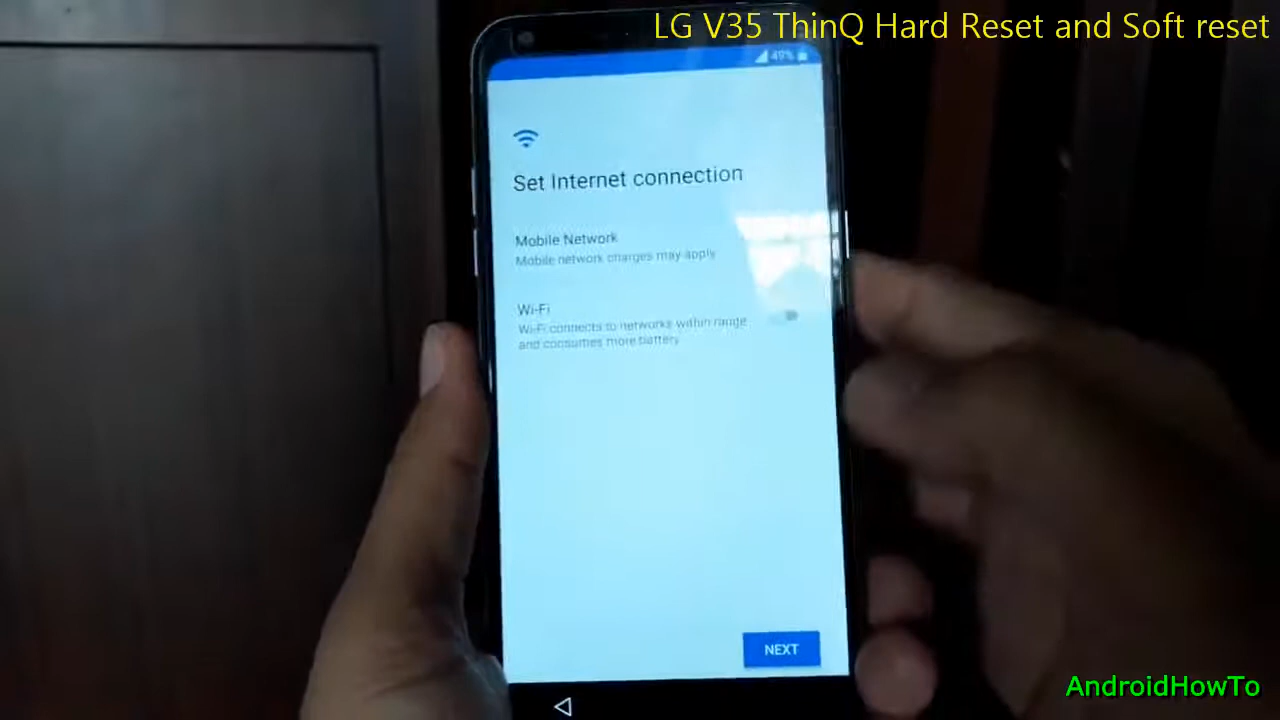 LG V35 ThinQ Hard Reset and Soft reset
49%
Set Internet connection
Mobile Network
Mobile network charges may apply
Wi-Fi
Wi-Fi connects to networks within range
and consumes more battery
NEXT
AndroidHowTo